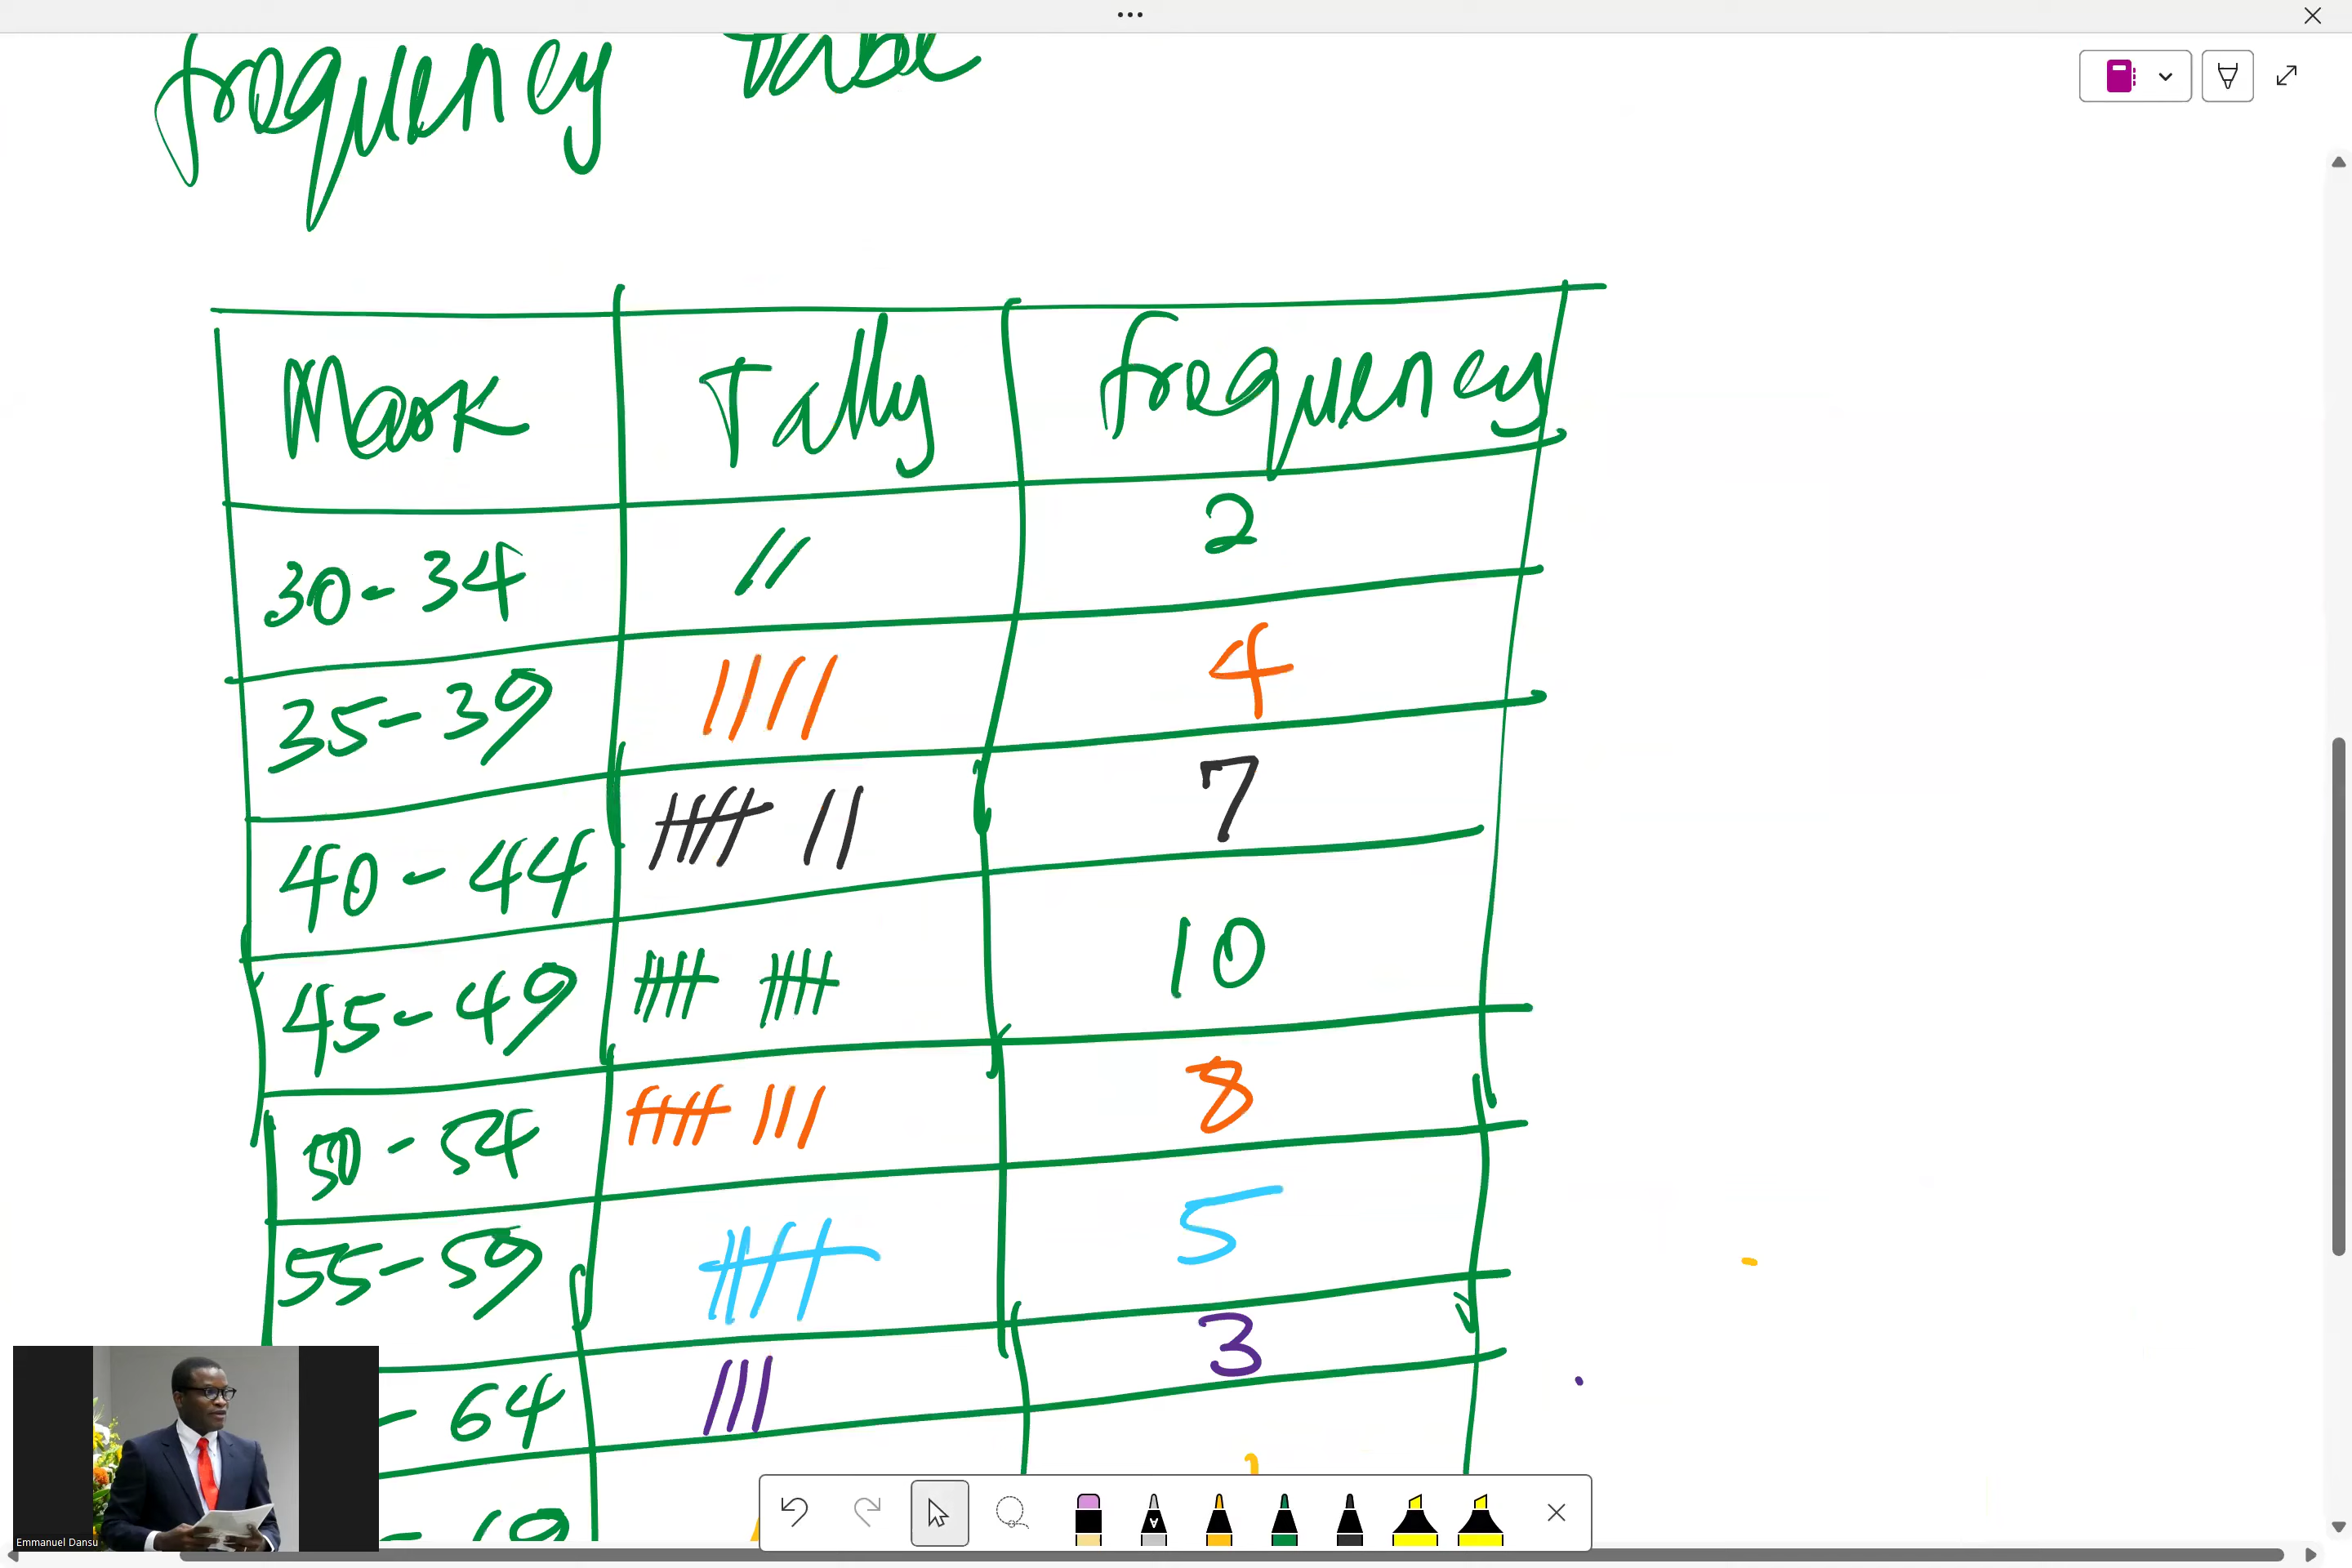 frequency table
Mark Tally frequency
30 - 34 || 2
35 - 39 |||| 4
40 - 44 |||| || 7
45 - 49 |||| |||| 10
50 - 54 |||| ||| 8
55 - 59 |||| 5
- 64 ||| 3
Emmanuel Dansu